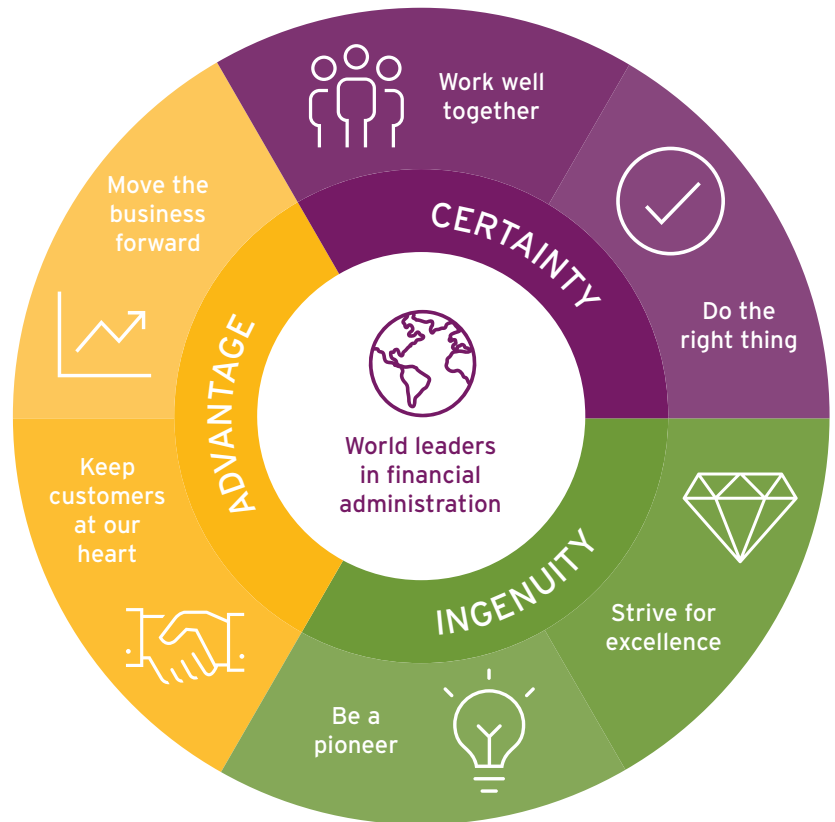 Work well
together
Do the
right thing
Strive for
excellence
Be a
pioneer
Keep
customers
at our
heart
Move the
business
forward
CERTAINTY
INGENUITY
ADVANTAGE
World leaders
in financial
administration